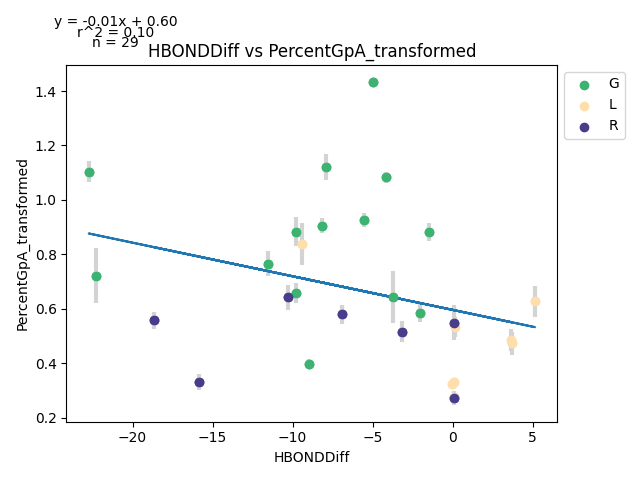 y = -0.01x + 0.60
r^2 = 0.10
n = 29
HBONDDiff vs PercentGpA_transformed
G
L
R
PercentGpA_transformed
1.4
1.2
1.0
0.8
0.6
0.4
0.2
−20
−15
−10
−5
0
5
HBONDDiff